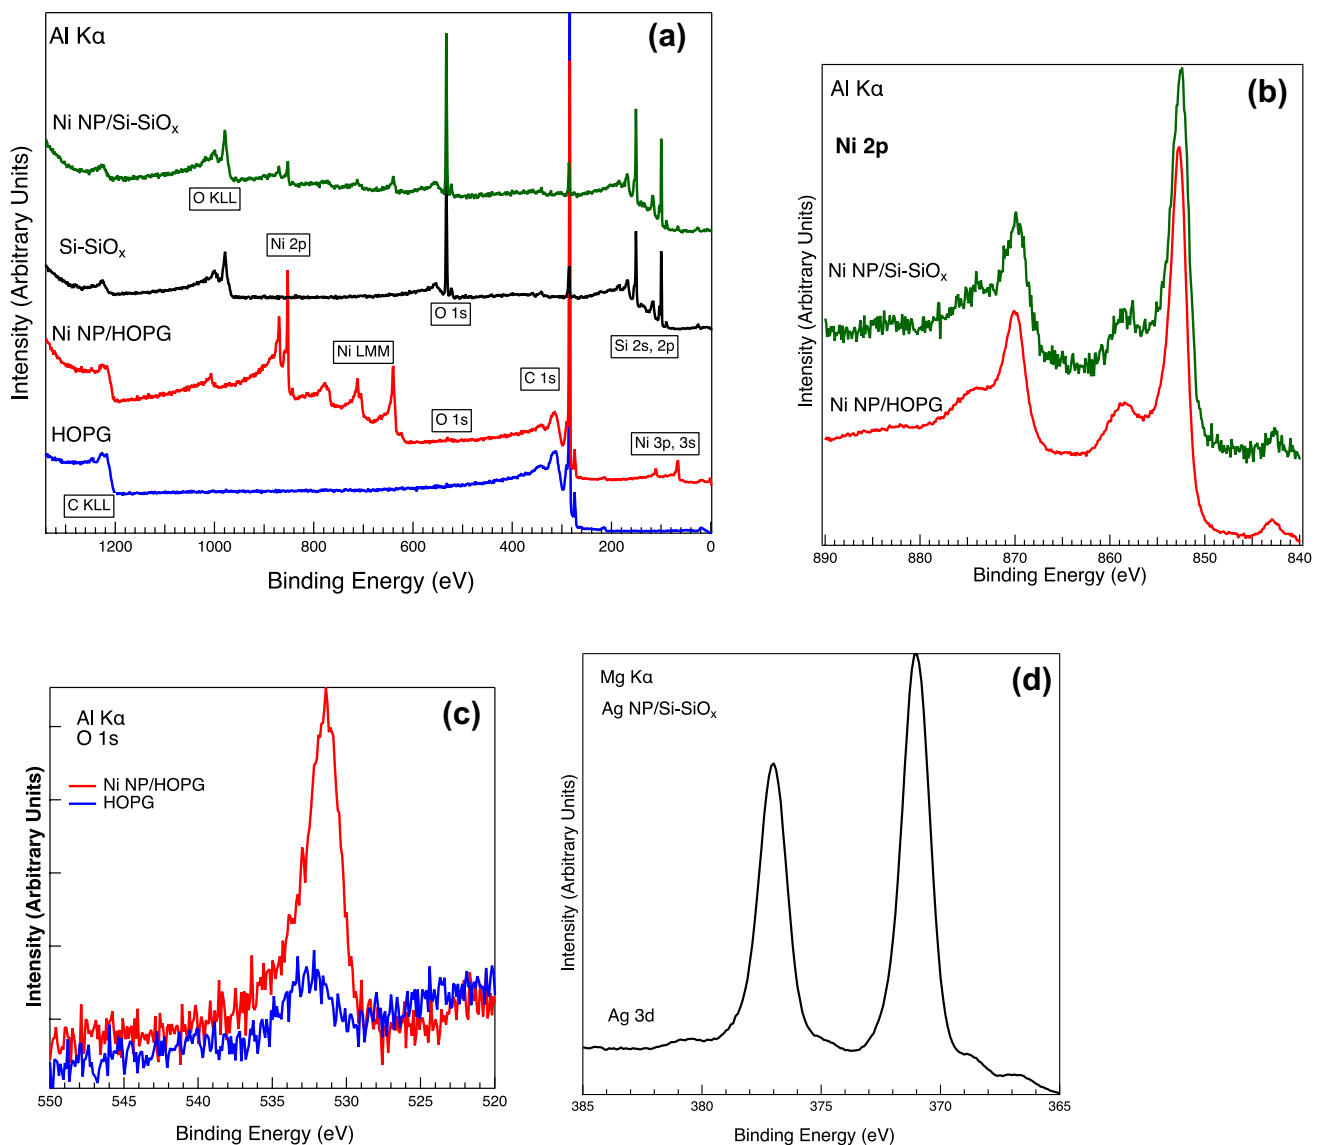 (a)
Al Kα
Ni NP/Si-SiOₓ
O KLL
Si-SiOₓ
Ni 2p
O 1s
Si 2s, 2p
Ni NP/HOPG
Ni LMM
C 1s
O 1s
Ni 3p, 3s
HOPG
C KLL
Intensity (Arbitrary Units)
1200 1000 800 600 400 200 0
Binding Energy (eV)
(b)
Al Kα
Ni 2p
Ni NP/Si-SiOₓ
Ni NP/HOPG
Intensity (Arbitrary Units)
890 880 870 860 850 840
Binding Energy (eV)
(c)
Al Kα
O 1s
Ni NP/HOPG
HOPG
Intensity (Arbitrary Units)
550 545 540 535 530 525 520
Binding Energy (eV)
(d)
Mg Kα
Ag NP/Si-SiOₓ
Ag 3d
Intensity (Arbitrary Units)
385 380 375 370 365
Binding Energy (eV)